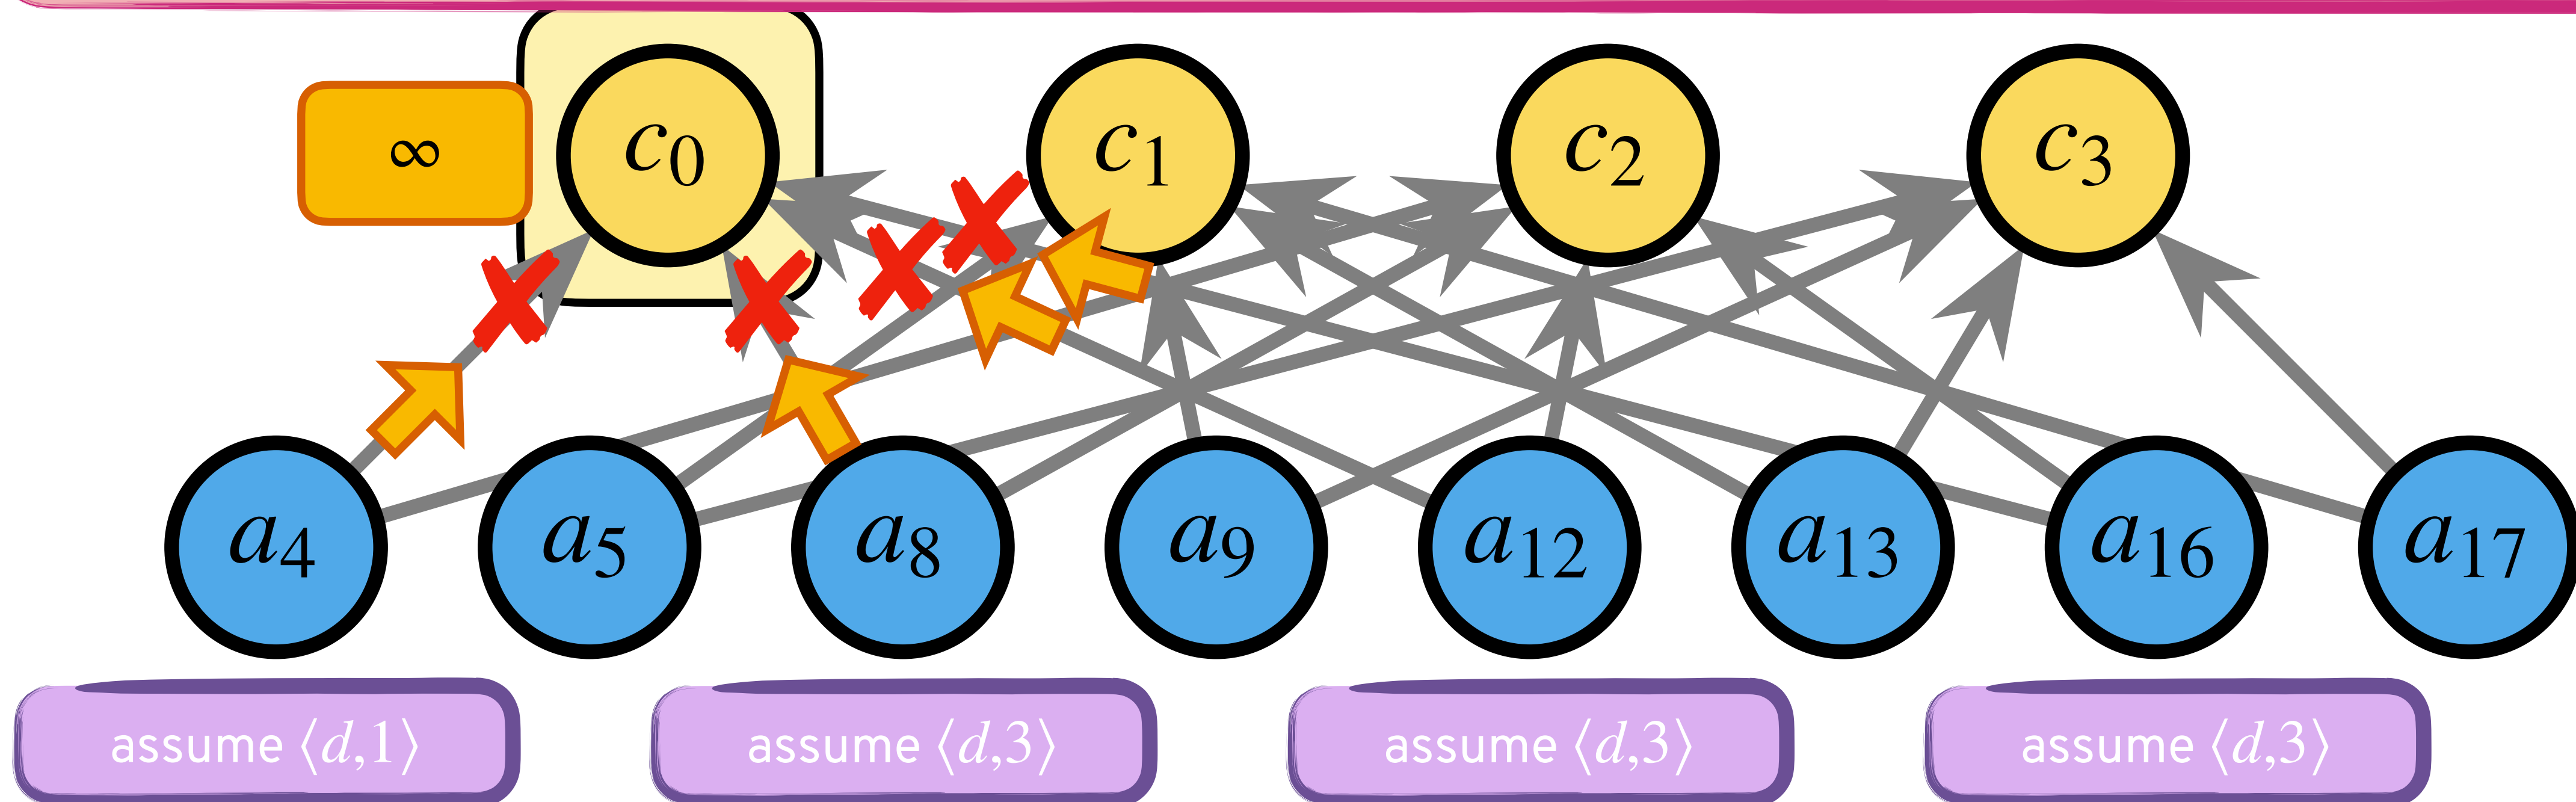 ∞ c0 c1 c2 c3
a4 a5 a8 a9 a12 a13 a16 a17
assume ⟨d,1⟩ assume ⟨d,3⟩ assume ⟨d,3⟩ assume ⟨d,3⟩